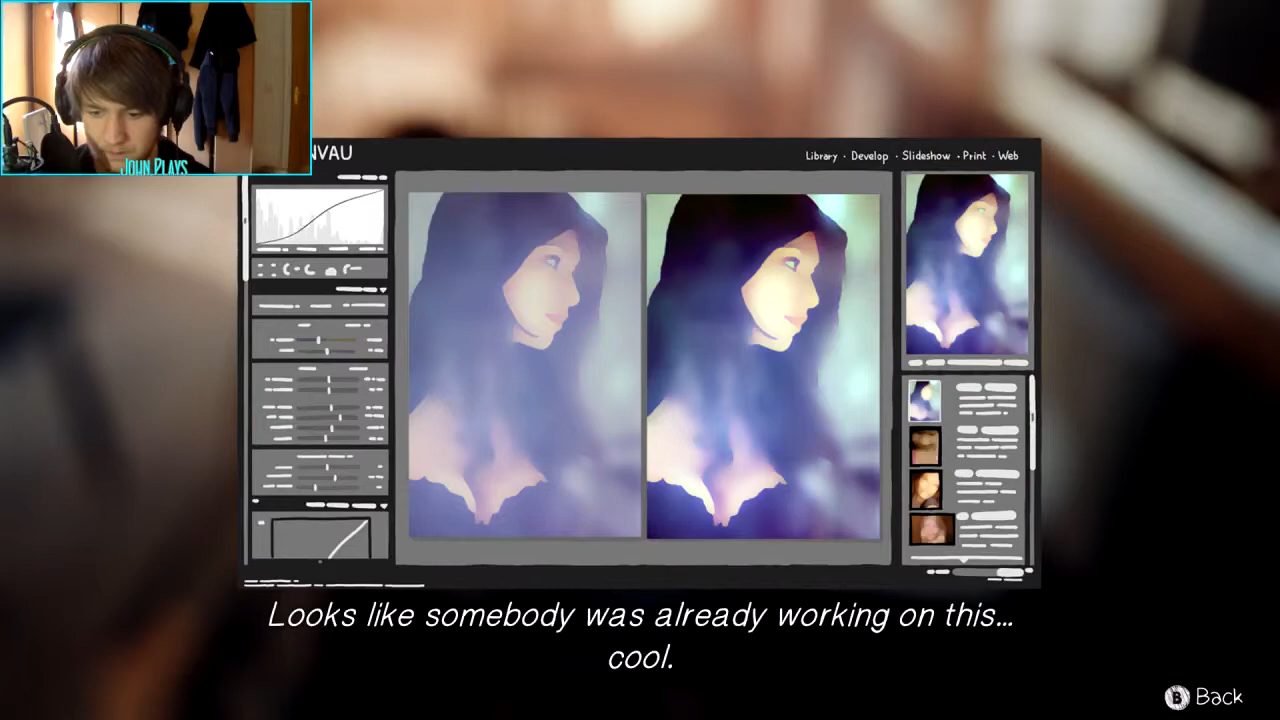 JOHN PLAYS
NVAU
Library · Develop · Slideshow · Print · Web
Looks like somebody was already working on this...
cool.
B Back